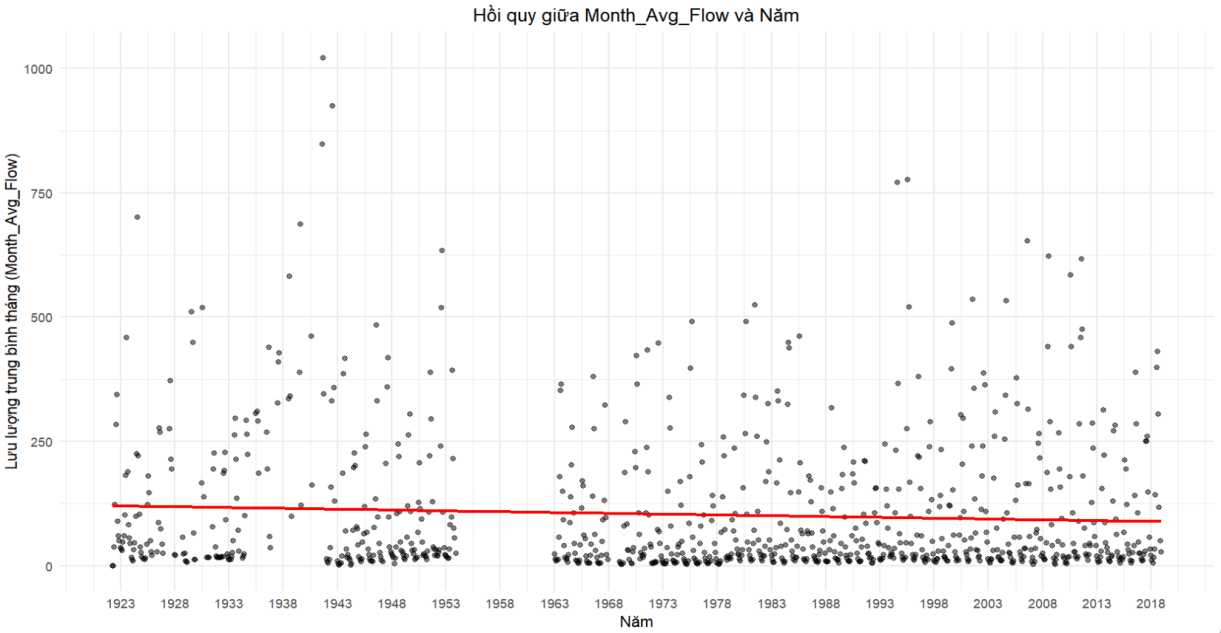 Hồi quy giữa Month_Avg_Flow và Năm
Lưu lượng trung bình tháng (Month_Avg_Flow)
1000
750
500
250
0
1923 1928 1933 1938 1943 1948 1953 1958 1963 1968 1973 1978 1983 1988 1993 1998 2003 2008 2013 2018
Năm